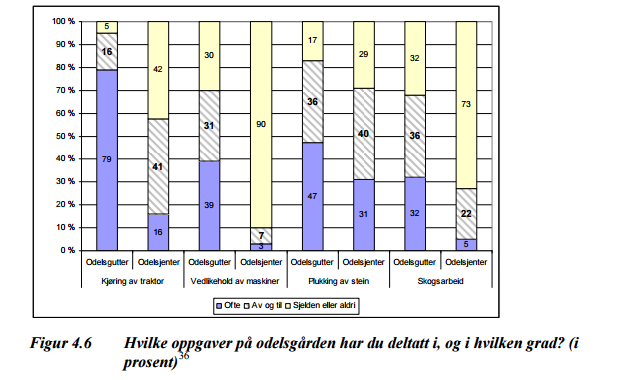 100 %
90 %
80 %
70 %
60 %
50 %
40 %
30 %
20 %
10 %
0 %
5 42 30 90 17 29 32 73
16 41 31 7 36 40 36 22
79 16 39 3 47 31 32 5
Odelsgutter Odelsjenter Odelsgutter Odelsjenter Odelsgutter Odelsjenter Odelsgutter Odelsjenter
Kjøring av traktor Vedlikehold av maskiner Plukking av stein Skogsarbeid
Ofte Av og til Sjelden eller aldri
Figur 4.6 Hvilke oppgaver på odelsgården har du deltatt i, og i hvilken grad? (i
prosent)36